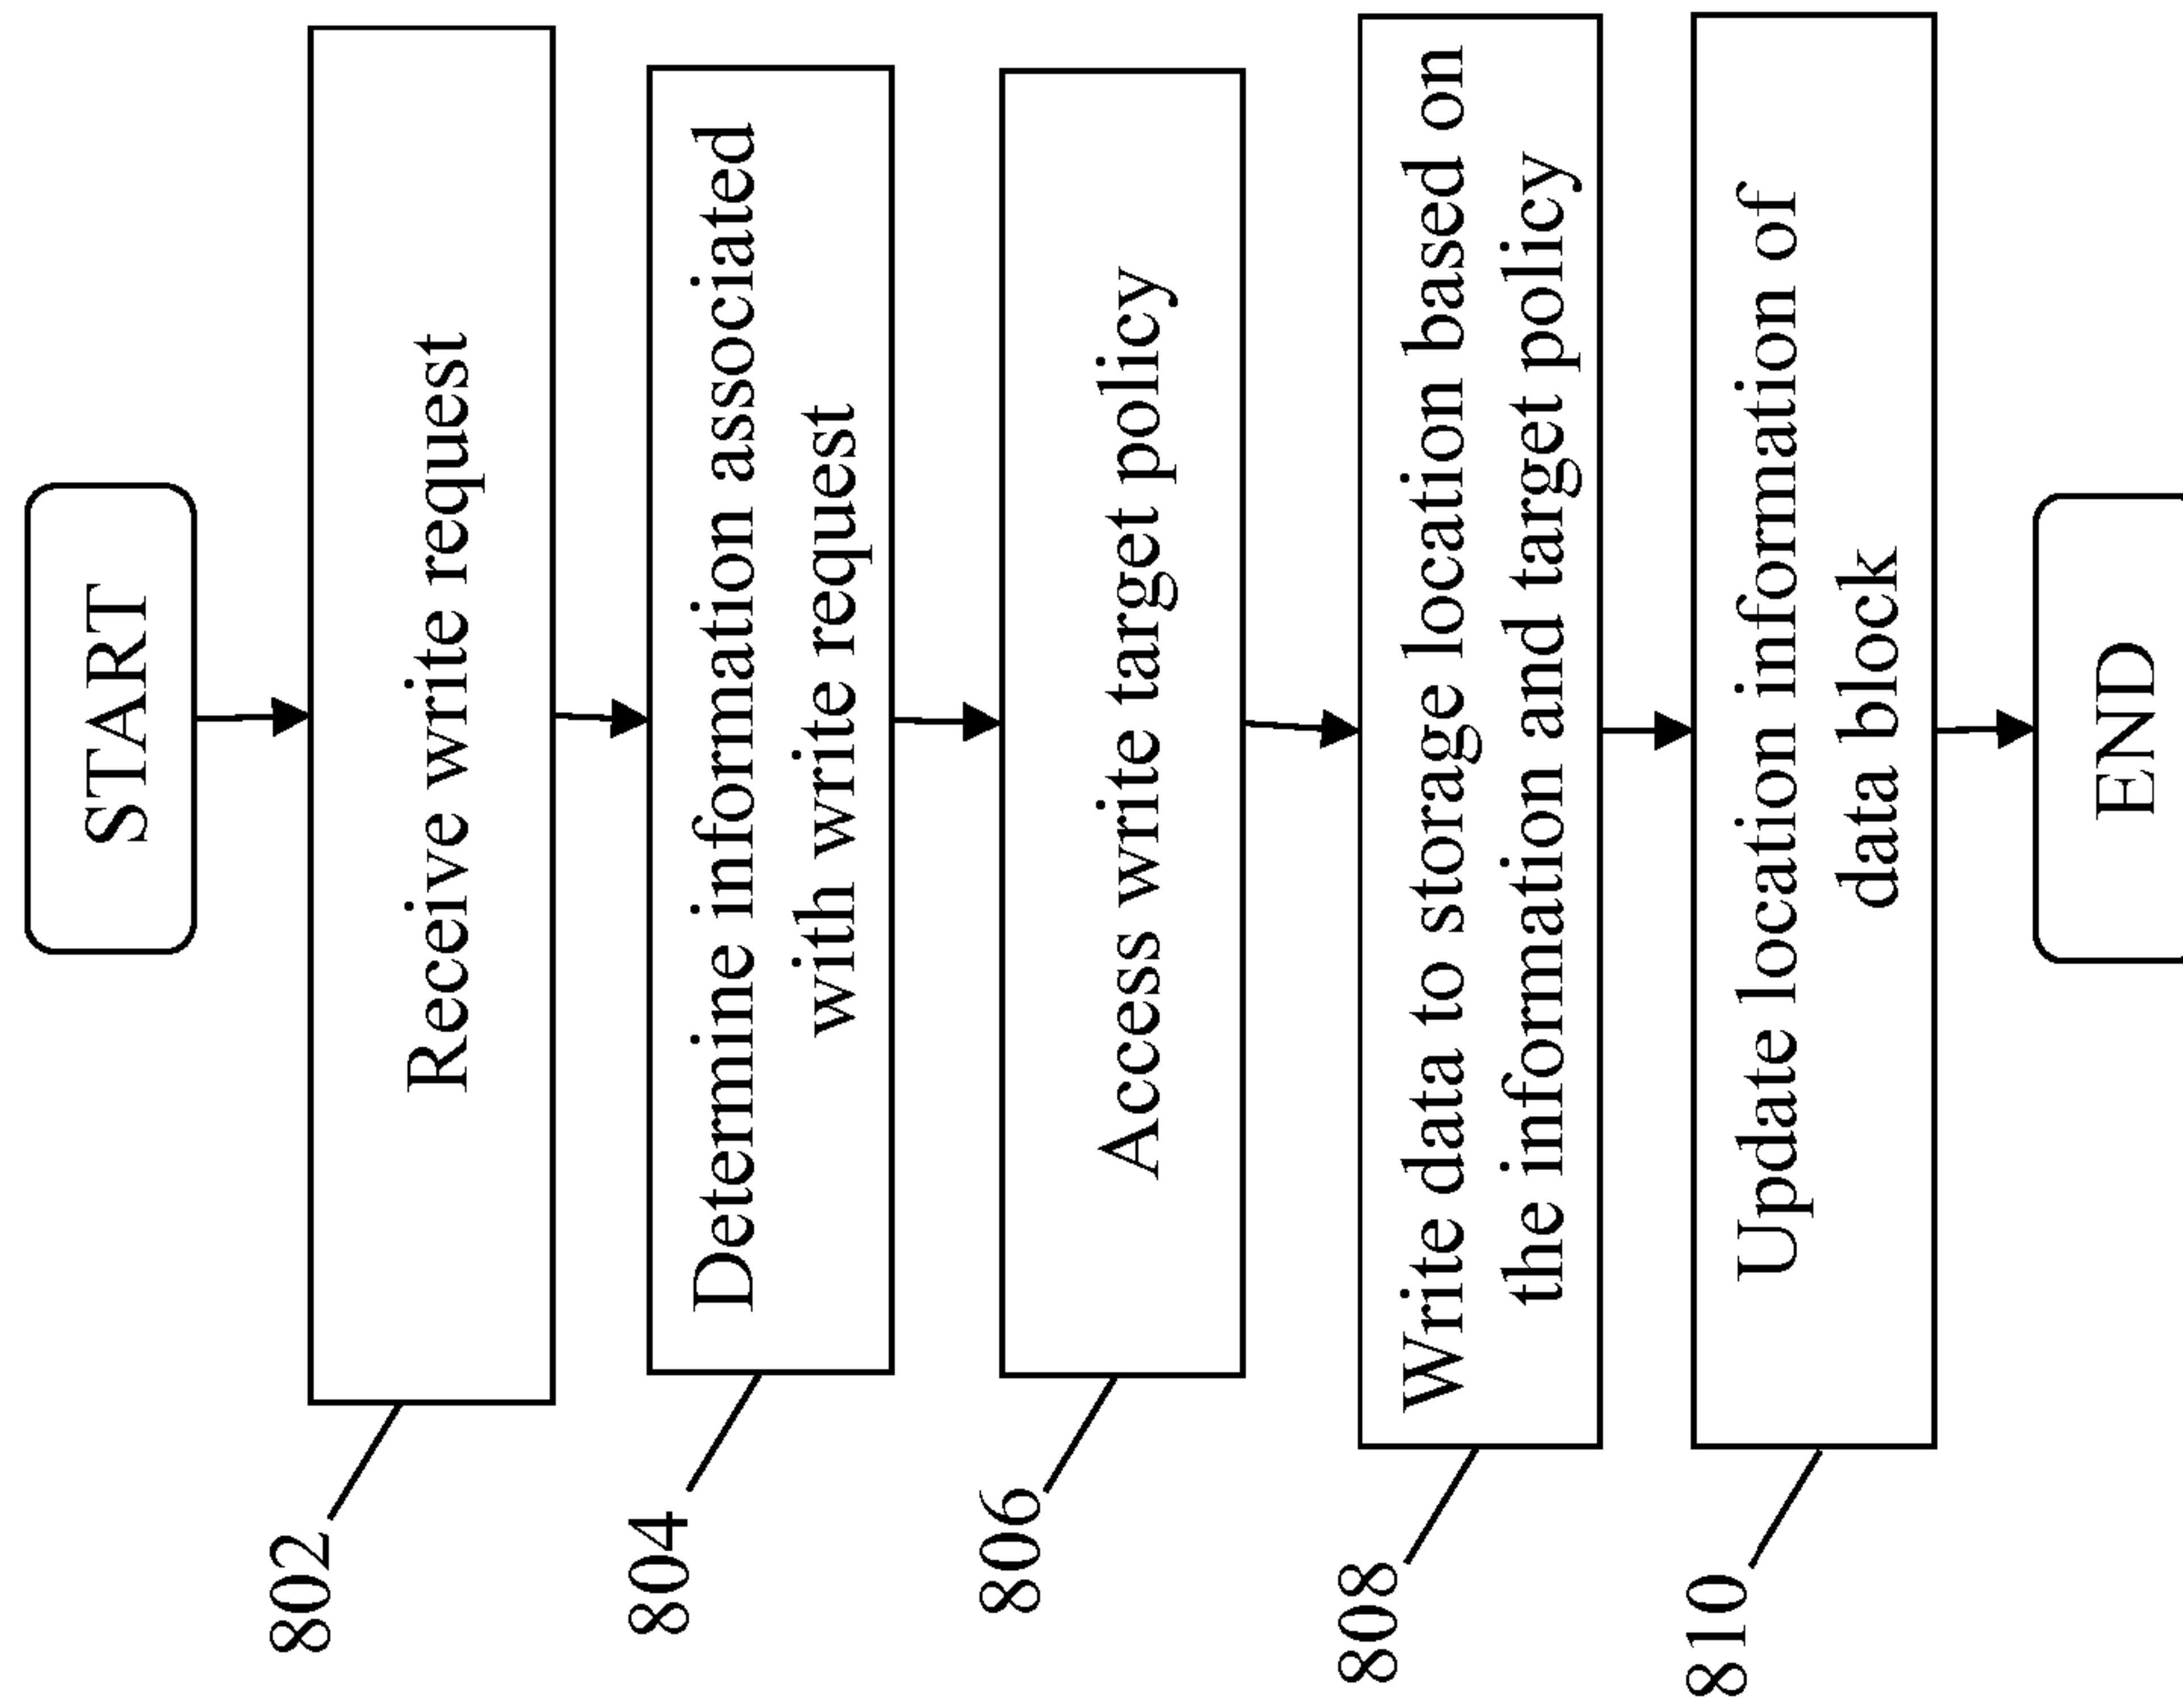 START
802
Receive write request
804
Determine information associated
with write request
806
Access write target policy
808
Write data to storage location based on
the information and target policy
810
Update location information of
data block
END